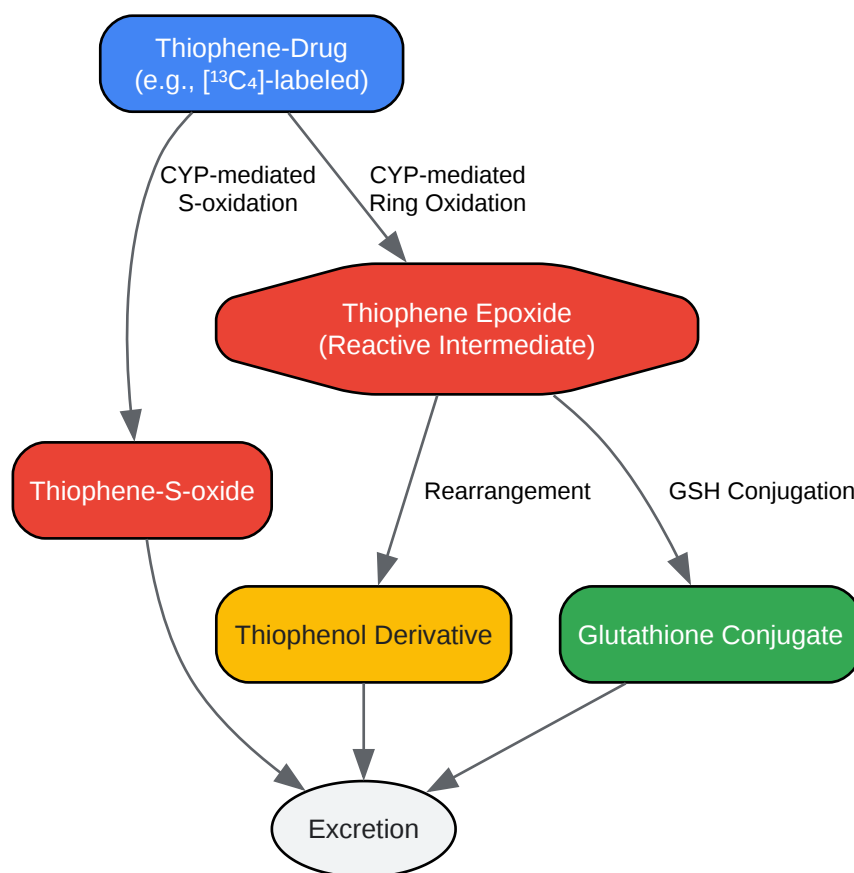 Thiophene-Drug
(e.g., [¹³C₄]-labeled)
CYP-mediated
S-oxidation
CYP-mediated
Ring Oxidation
Thiophene Epoxide
(Reactive Intermediate)
Thiophene-S-oxide
Rearrangement
GSH Conjugation
Thiophenol Derivative
Glutathione Conjugate
Excretion